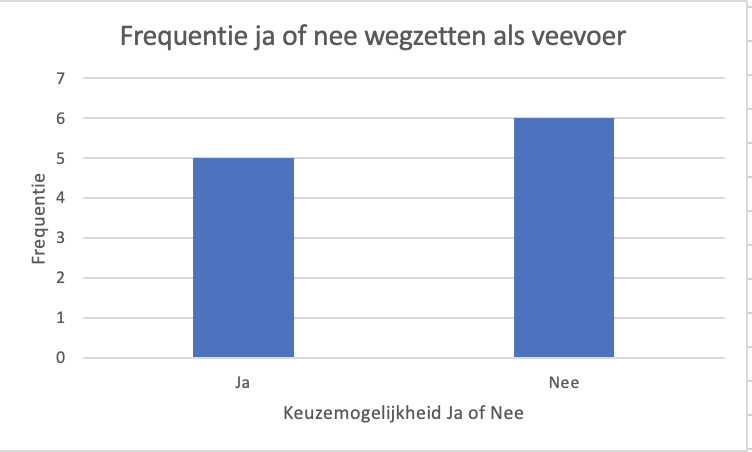 Frequentie ja of nee wegzetten als veevoer
7
6
5
4
3
2
1
0
Frequentie
Ja
Nee
Keuzemogelijkheid Ja of Nee